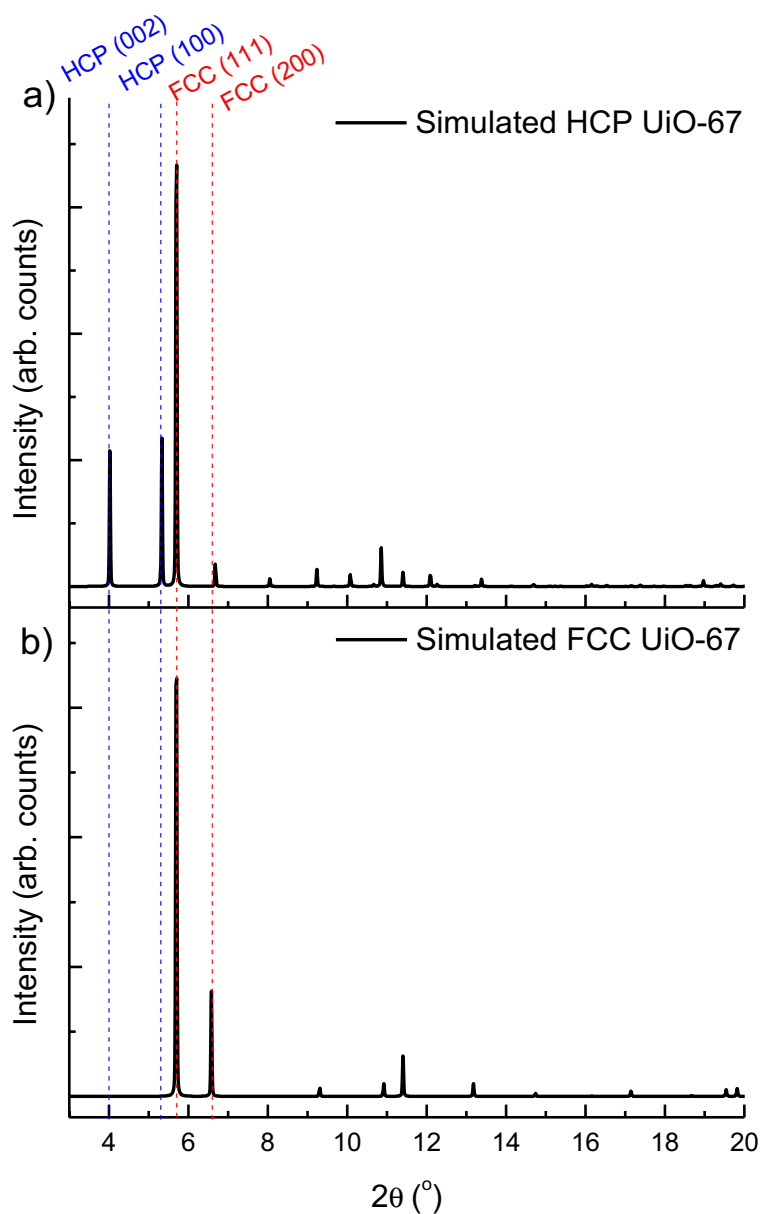 HCP (002)
HCP (100)
FCC (111)
FCC (200)
a)
Simulated HCP UiO-67
Intensity (arb. counts)
b)
Simulated FCC UiO-67
Intensity (arb. counts)
4 6 8 10 12 14 16 18 20
2θ (°)